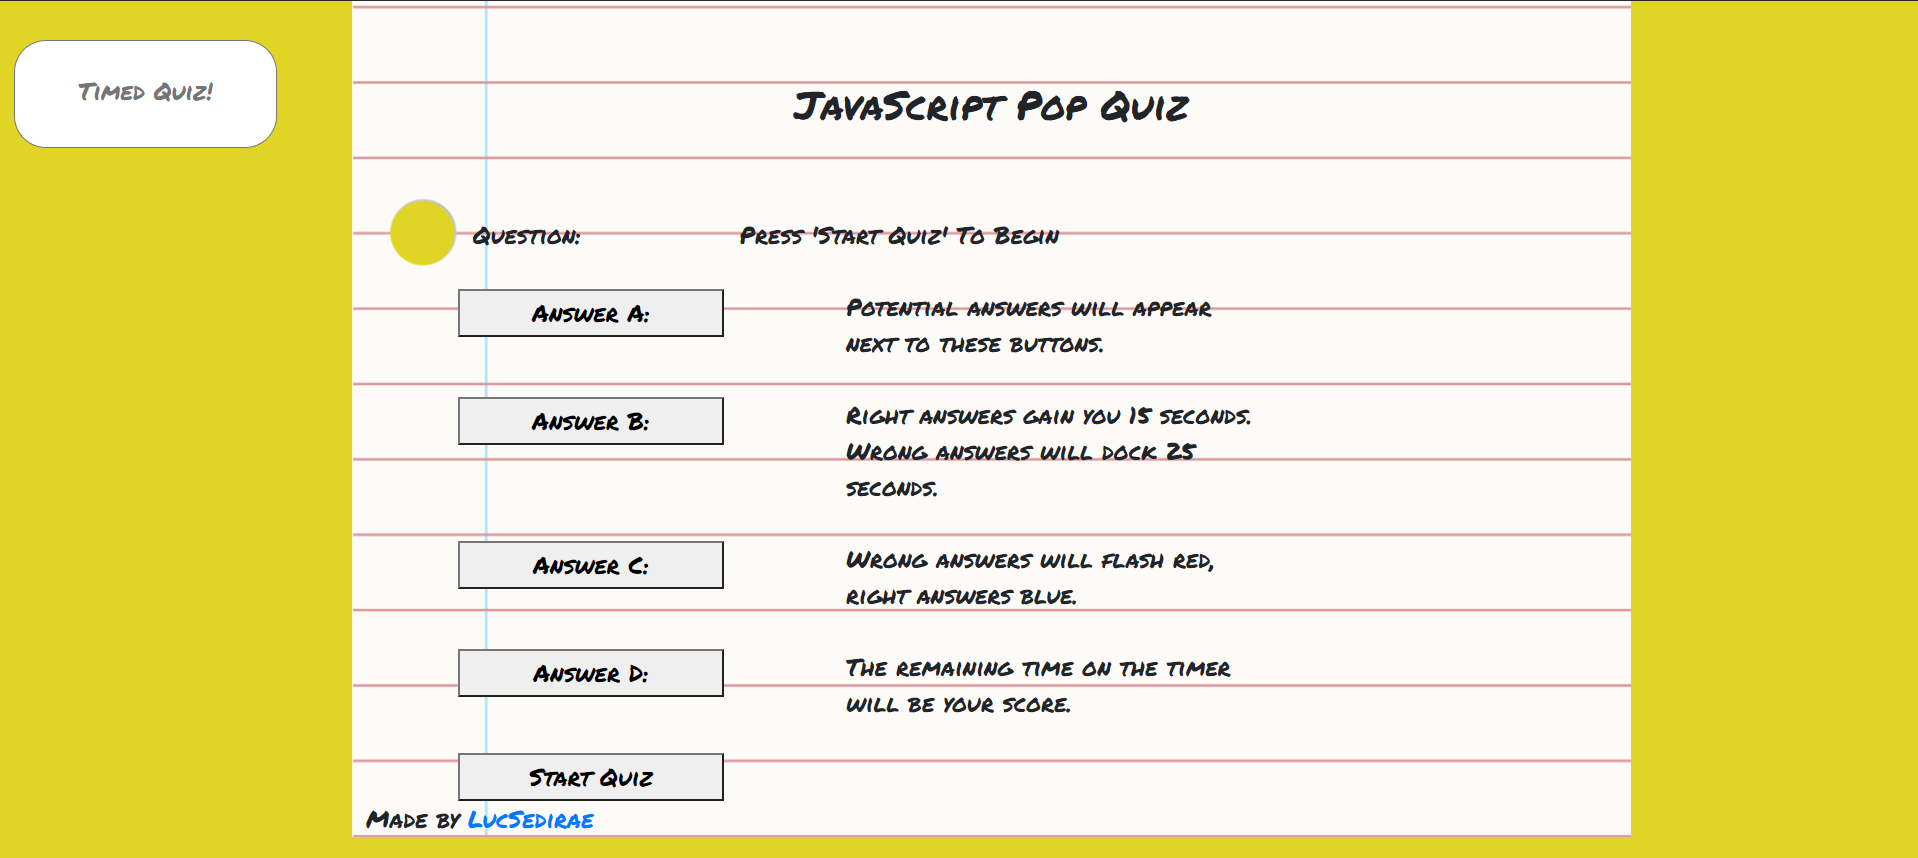 Timed Quiz!
JavaScript Pop Quiz
Question: Press 'Start Quiz' To Begin
Answer A: Potential answers will appear
next to these buttons.
Answer B: Right answers gain you 15 seconds.
Wrong answers will dock 25
seconds.
Answer C: Wrong answers will flash red,
right answers blue.
Answer D: The remaining time on the timer
will be your score.
Start Quiz
Made by LucSedirae